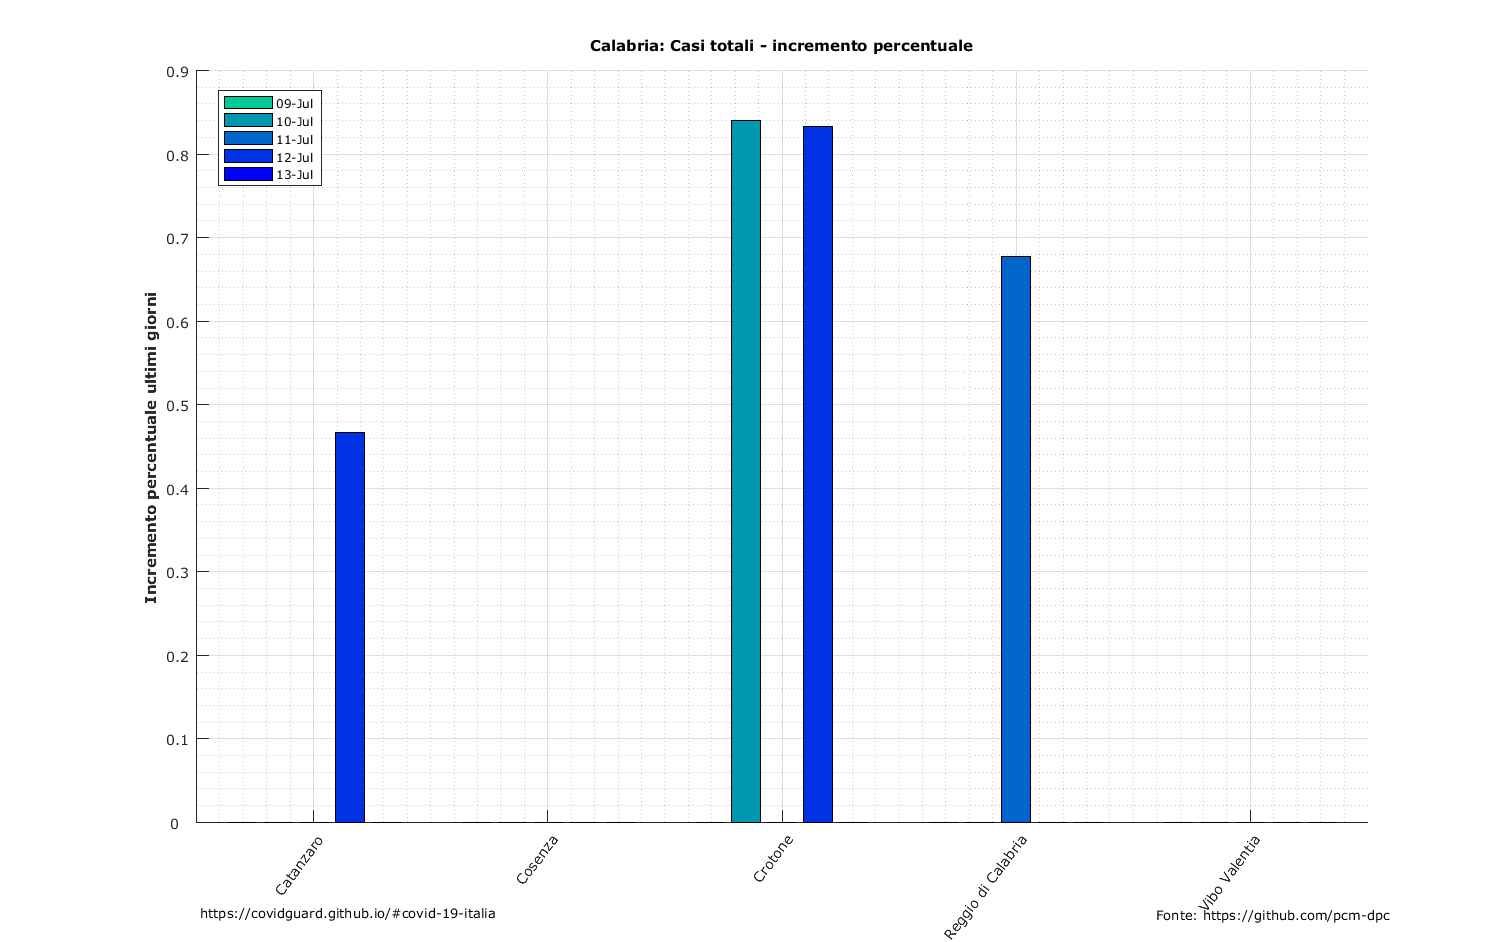 Calabria: Casi totali - incremento percentuale
Incremento percentuale ultimi giorni
0.9
0.8
0.7
0.6
0.5
0.4
0.3
0.2
0.1
0
09-Jul
10-Jul
11-Jul
12-Jul
13-Jul
Catanzaro
Cosenza
Crotone
Reggio di Calabria
Vibo Valentia
https://covidguard.github.io/#covid-19-italia
Fonte: https://github.com/pcm-dpc